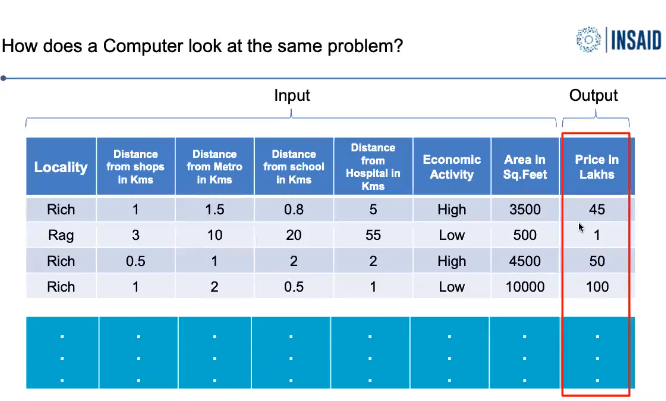 How does a Computer look at the same problem?
INSAID
Input Output
Locality Distance from shops in Kms Distance from Metro in Kms Distance from school in Kms Distance from Hospital in Kms Economic Activity Area in Sq.Feet Price in Lakhs
Rich 1 1.5 0.8 5 High 3500 45
Rag 3 10 20 55 Low 500 1
Rich 0.5 1 2 2 High 4500 50
Rich 1 2 0.5 1 Low 10000 100
. . . . . . . .
. . . . . . . .
. . . . . . . .